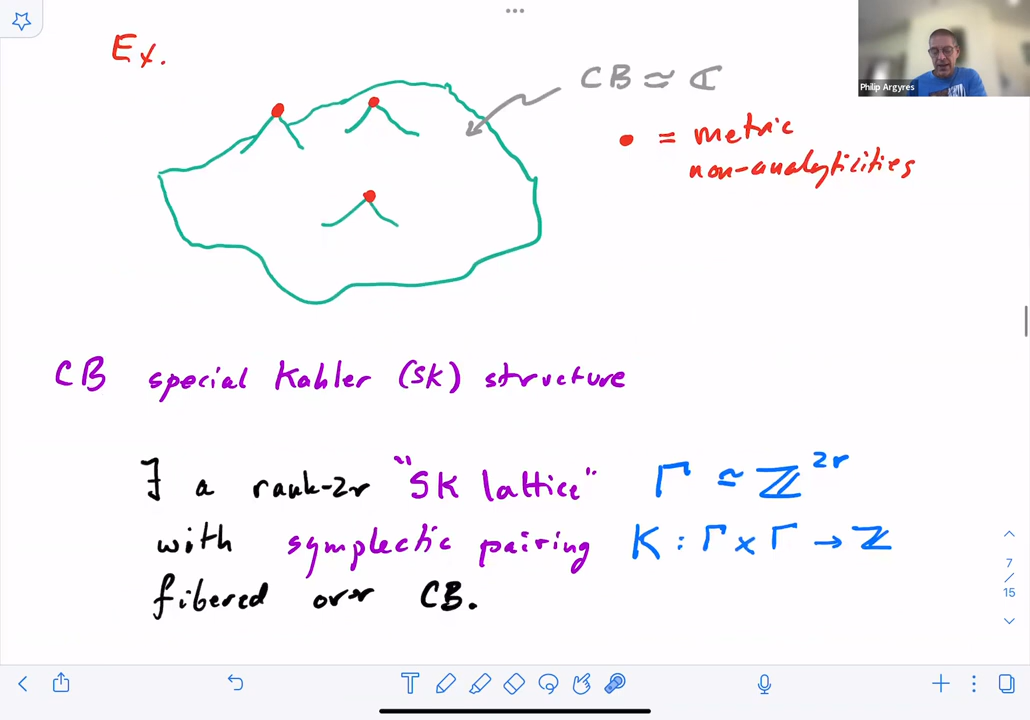 Ex.
CB ≃ ℂ
Philip Argyres
• = metric
non-analyticities
CB special Kahler (SK) structure
∃ a rank-2r "SK lattice" Γ ≃ ℤ^2r
with symplectic pairing K : Γ × Γ → ℤ
fibered over CB.
7
/
15
T